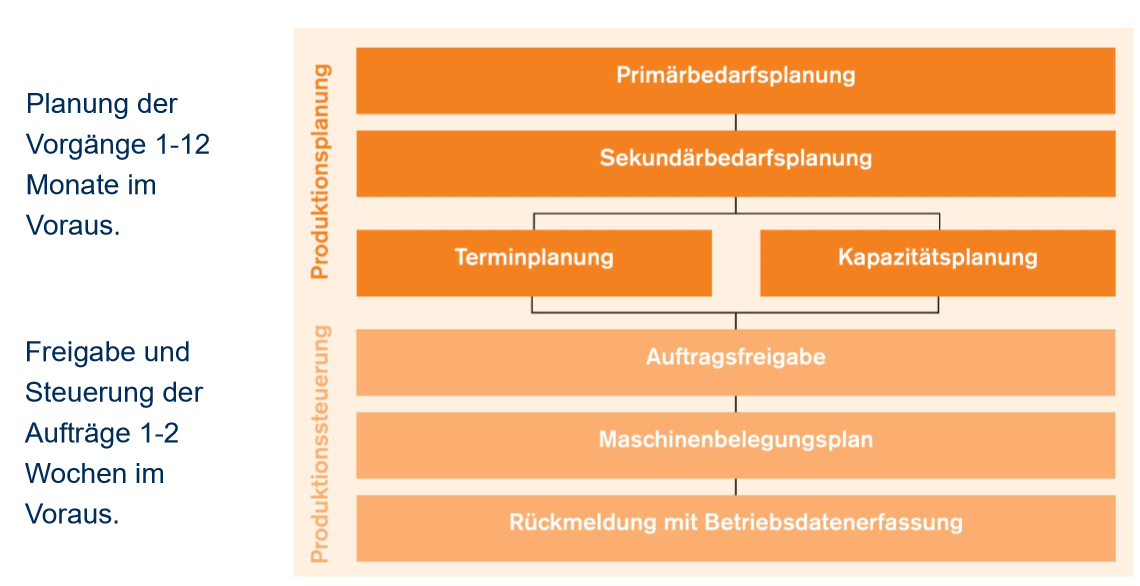 Planung der
Vorgänge 1-12
Monate im
Voraus.
Freigabe und
Steuerung der
Aufträge 1-2
Wochen im
Voraus.
Produktionsplanung
Primärbedarfsplanung
Sekundärbedarfsplanung
Terminplanung
Kapazitätsplanung
Produktionssteuerung
Auftragsfreigabe
Maschinenbelegungsplan
Rückmeldung mit Betriebsdatenerfassung